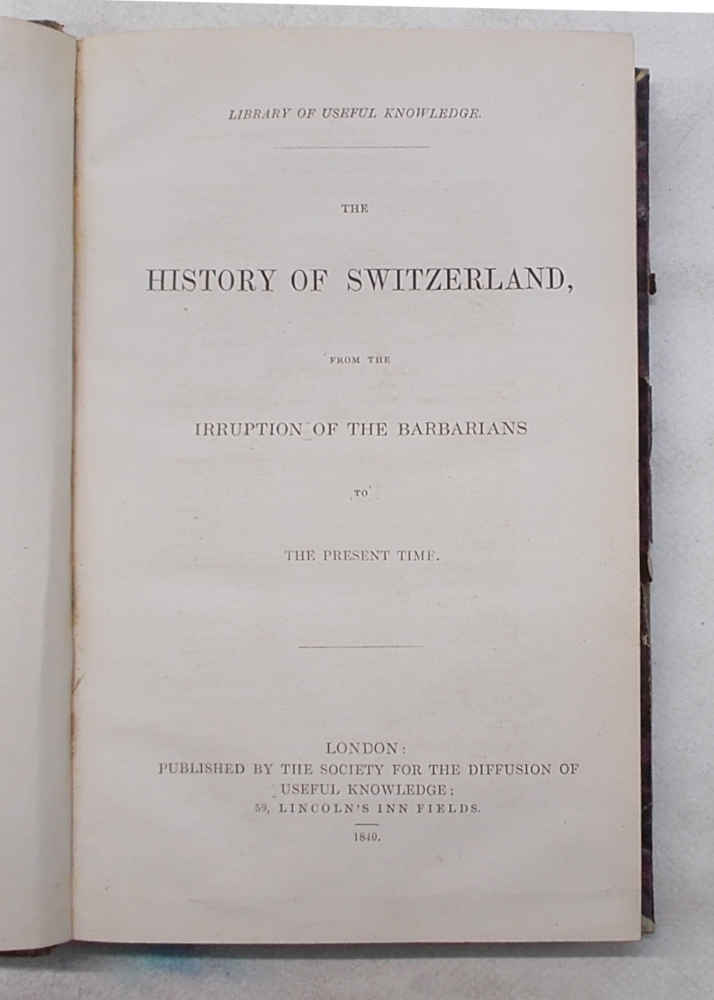 LIBRARY OF USEFUL KNOWLEDGE.
THE
HISTORY OF SWITZERLAND,
FROM THE
IRRUPTION OF THE BARBARIANS
TO
THE PRESENT TIME.
LONDON:
PUBLISHED BY THE SOCIETY FOR THE DIFFUSION OF
USEFUL KNOWLEDGE;
59, LINCOLN'S INN FIELDS.
1840.